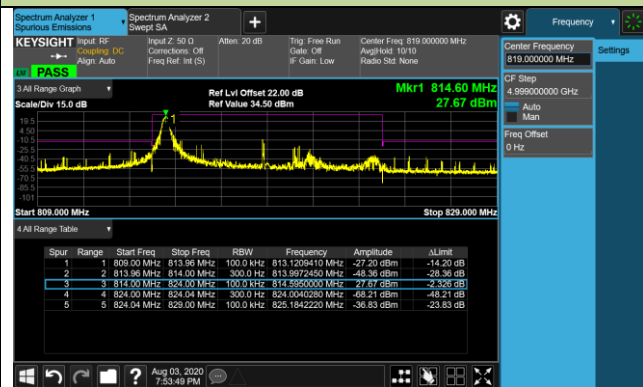 Spectrum Analyzer 1
Spurious Emissions
Spectrum Analyzer 2
Swept SA
Frequency
KEYSIGHT
Input: RF
Coupling: DC
Align: Auto
Input Z: 50 Ω
Corrections: Off
Freq Ref: Int (S)
Atten: 20 dB
Trig: Free Run
Gate: Off
IF Gain: Low
Center Freq: 819.000000 MHz
Avg|Hold: 10/10
Radio Std: None
LXI
PASS
Center Frequency
819.000000 MHz
Settings
CF Step
4.999000000 GHz
Auto
Man
Freq Offset
0 Hz
3 All Range Graph
Scale/Div 15.0 dB
Ref Lvl Offset 22.00 dB
Ref Value 34.50 dBm
Mkr1 814.60 MHz
27.67 dBm
1
19.5
4.50
-10.5
-25.5
-40.5
-55.5
-70.5
-85.5
-101
Start 809.000 MHz
Stop 829.000 MHz
4 All Range Table
Spur Range Start Freq Stop Freq RBW Frequency Amplitude ΔLimit
1 1 809.00 MHz 813.96 MHz 100.0 kHz 813.1209410 MHz -27.20 dBm -14.20 dB
2 2 813.96 MHz 814.00 MHz 300.0 Hz 813.9972450 MHz -48.36 dBm -28.36 dB
3 3 814.00 MHz 824.00 MHz 100.0 kHz 814.5950000 MHz 27.67 dBm -2.326 dB
4 4 824.00 MHz 824.04 MHz 300.0 Hz 824.0040280 MHz -68.21 dBm -48.21 dB
5 5 824.04 MHz 829.00 MHz 100.0 kHz 825.1842220 MHz -36.83 dBm -23.83 dB
Aug 03, 2020
7:53:49 PM